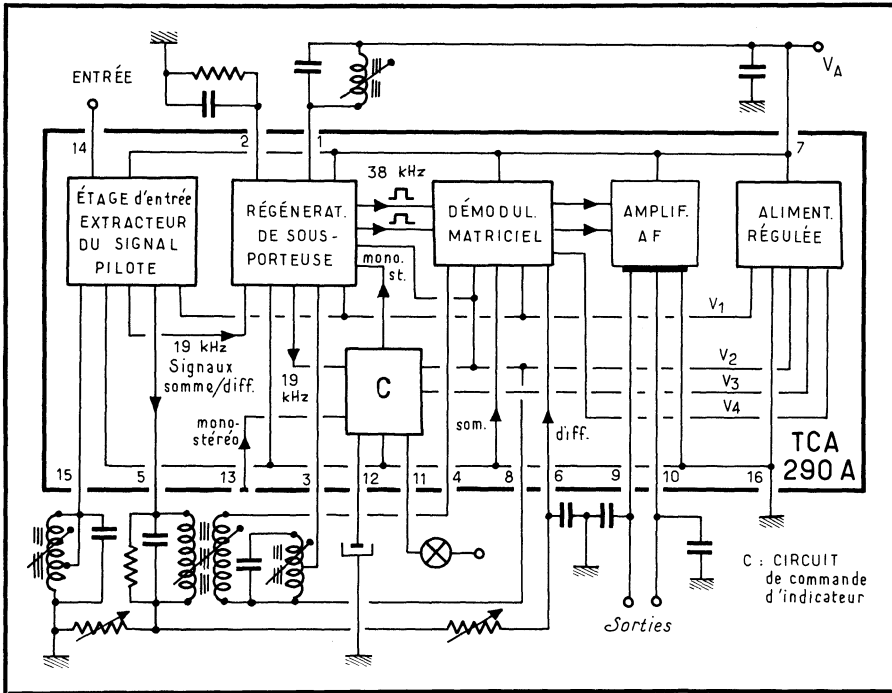 ENTRÉE
V_A
14
2
1
7
38 kHz
ÉTAGE d'entrée
EXTRACTEUR
DU SIGNAL
PILOTE
RÉGÉNERAT.
DE SOUS-
PORTEUSE
DÉMODUL.
MATRICIEL
AMPLIF.
AF
ALIMENT.
RÉGULÉE
mono.
st.
V1
19 kHz
Signaux
somme/diff.
19
kHz
C
V2
V3
V4
mono-
stéréo
som.
diff.
TCA
290 A
15
5
13
3
12
11
4
8
6
9
10
16
C : CIRCUIT
de commande
d'indicateur
Sorties